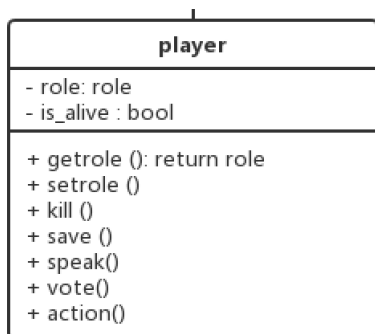 player
- role: role
- is_alive : bool
+ getrole (): return role
+ setrole ()
+ kill ()
+ save ()
+ speak()
+ vote()
+ action()